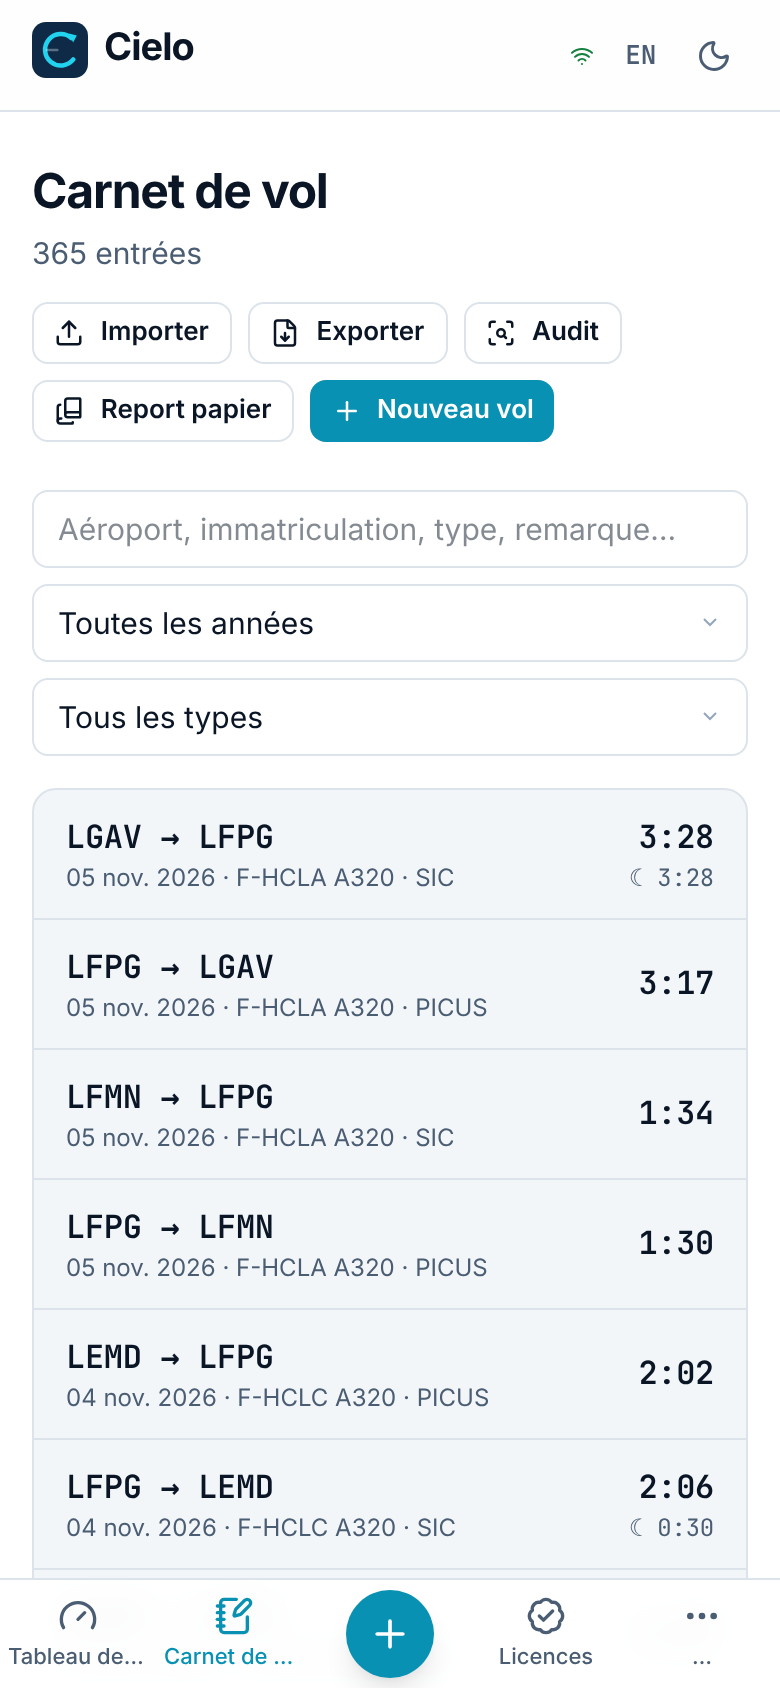 Cielo
EN
Carnet de vol
365 entrées
Importer
Exporter
Audit
Report papier
Nouveau vol
Aéroport, immatriculation, type, remarque...
Toutes les années
Tous les types
LGAV → LFPG 3:28
05 nov. 2026 · F-HCLA A320 · SIC ☾ 3:28
LFPG → LGAV 3:17
05 nov. 2026 · F-HCLA A320 · PICUS
LFMN → LFPG 1:34
05 nov. 2026 · F-HCLA A320 · SIC
LFPG → LFMN 1:30
05 nov. 2026 · F-HCLA A320 · PICUS
LEMD → LFPG 2:02
04 nov. 2026 · F-HCLC A320 · PICUS
LFPG → LEMD 2:06
04 nov. 2026 · F-HCLC A320 · SIC ☾ 0:30
Tableau de...
Carnet de ...
Licences
...